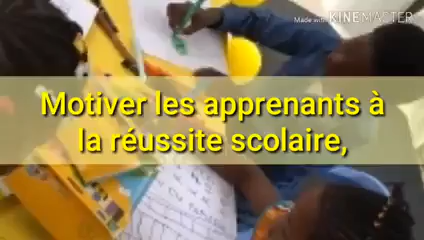 Made with KINEMASTER
Motiver les apprenants à
la réussite scolaire,